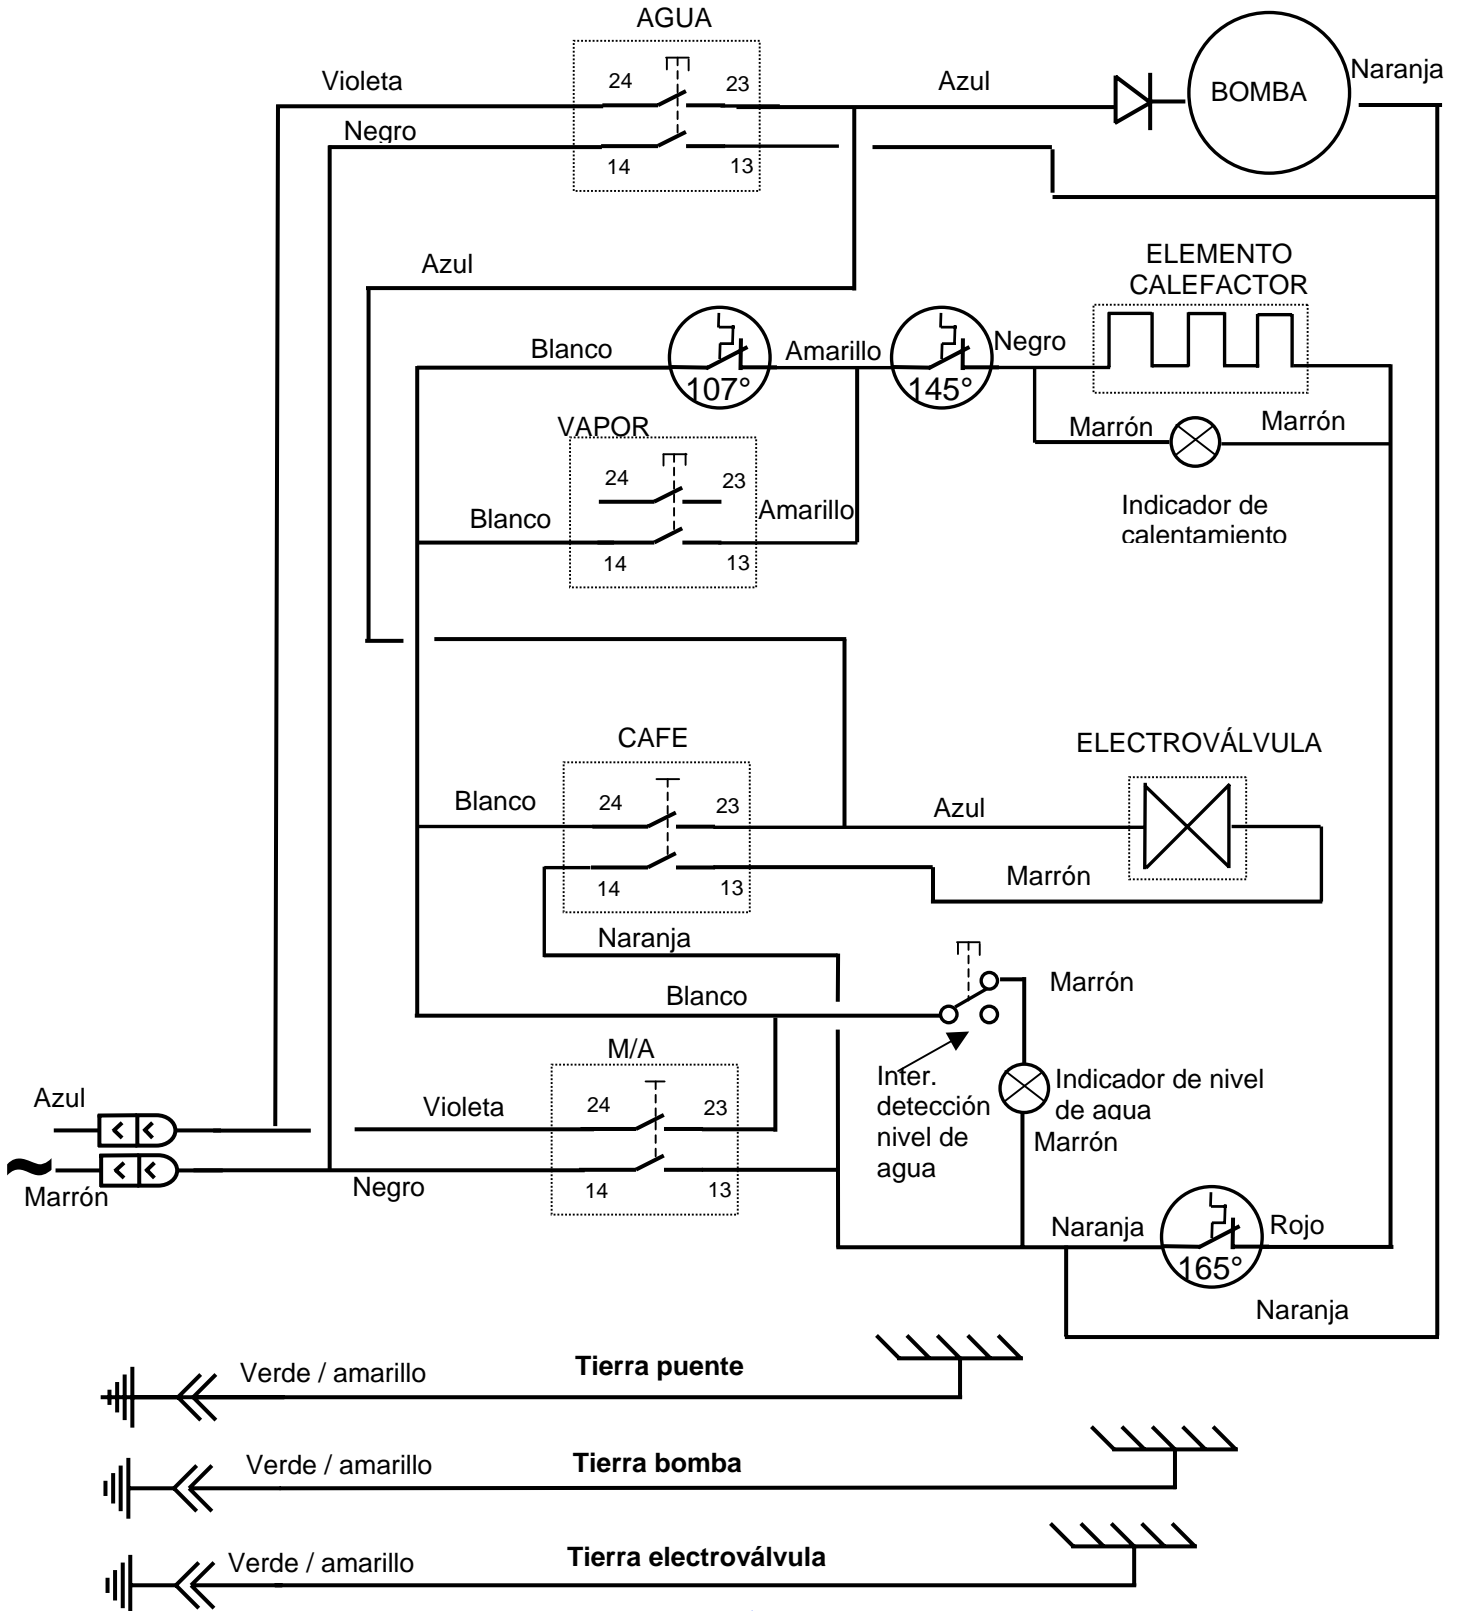 AGUA
Violeta
24
23
Azul
BOMBA
Naranja
Negro
14
13
Azul
ELEMENTO
CALEFACTOR
Blanco
107°
Amarillo
145°
Negro
VAPOR
Marrón
Marrón
24
23
Blanco
Amarillo
Indicador de
calentamiento
14
13
CAFE
ELECTROVÁLVULA
Blanco
24
23
Azul
14
13
Marrón
Naranja
Blanco
Marrón
M/A
Inter.
detección
nivel de
agua
Indicador de nivel
de agua
Marrón
Azul
Violeta
24
23
~
Marrón
Negro
14
13
Naranja
165°
Rojo
Naranja
Verde / amarillo
Tierra puente
Verde / amarillo
Tierra bomba
Verde / amarillo
Tierra electroválvula